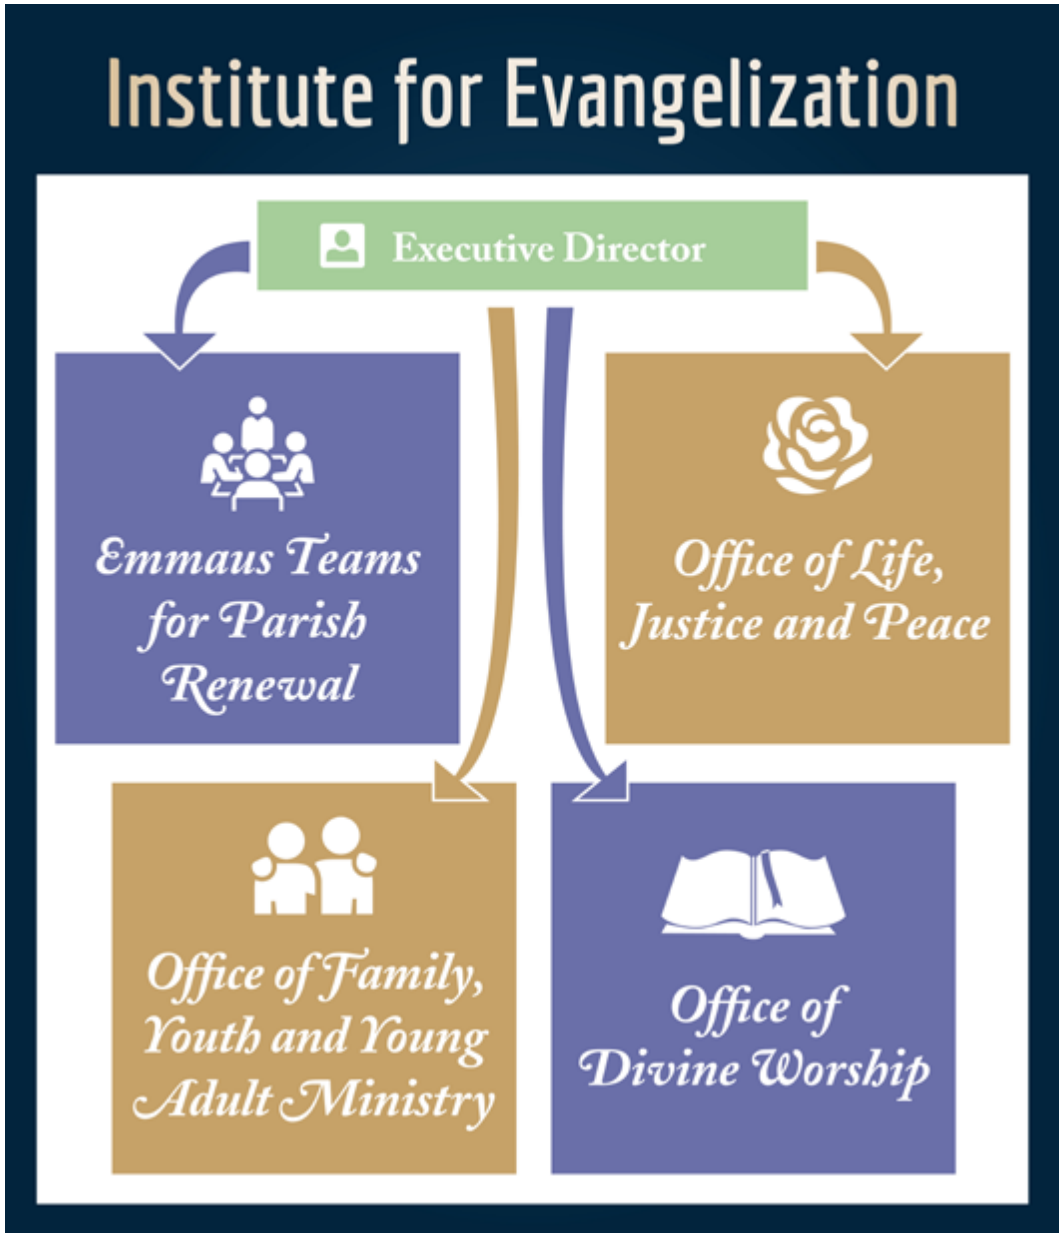 Institute for Evangelization
Executive Director
Emmaus Teams
for Parish
Renewal
Office of Life,
Justice and Peace
Office of Family,
Youth and Young
Adult Ministry
Office of
Divine Worship